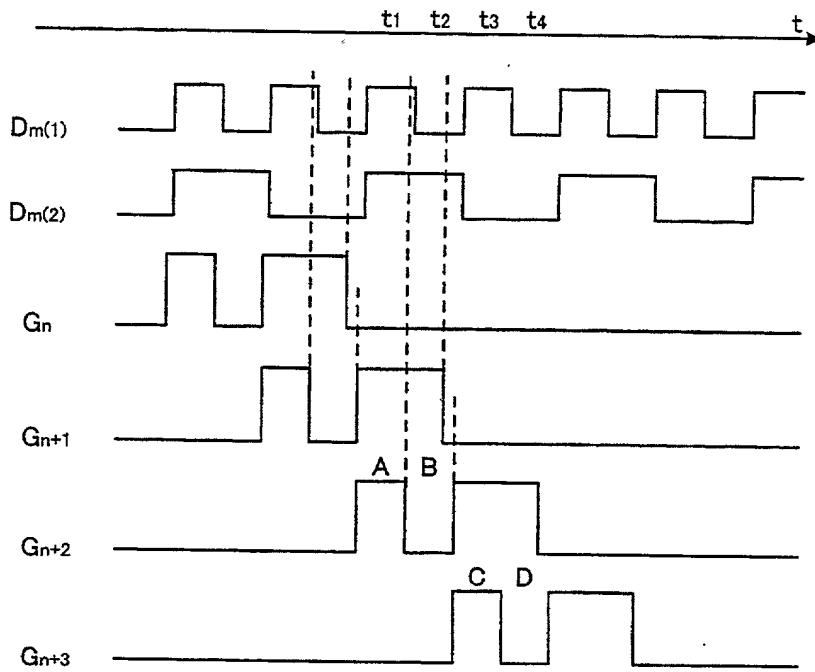 t1 t2 t3 t4 t
Dm(1)
Dm(2)
Gn
Gn+1
A B
Gn+2
C D
Gn+3